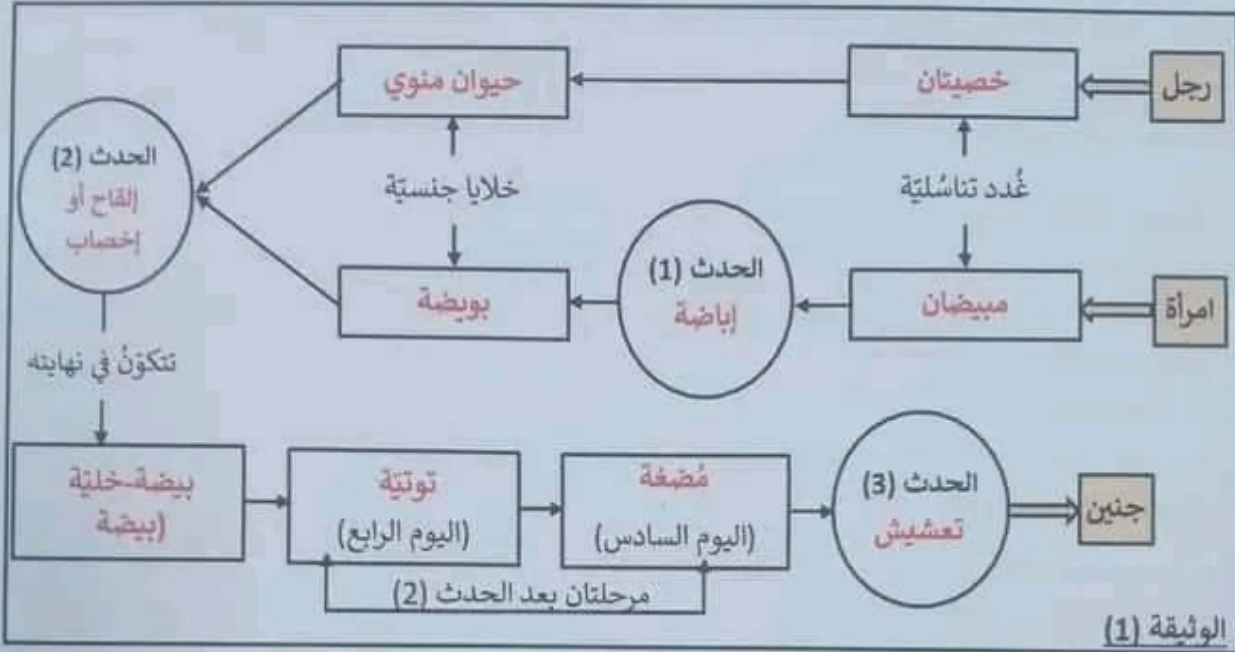 رجل
خصيتان
حيوان منوي
الحدث (2)
إلقاح أو
إخصاب
غُدد تناسُليّة
خلايا جنسيّة
امرأة
مبيضان
الحدث (1)
إباضة
بويضة
تتكوّنُ في نهايته
بيضة-خليّة
(بيضة
توتيّة
(اليوم الرابع)
مُضغة
(اليوم السادس)
الحدث (3)
تعشيش
جنين
مرحلتان بعد الحدث (2)
الوثيقة (1)